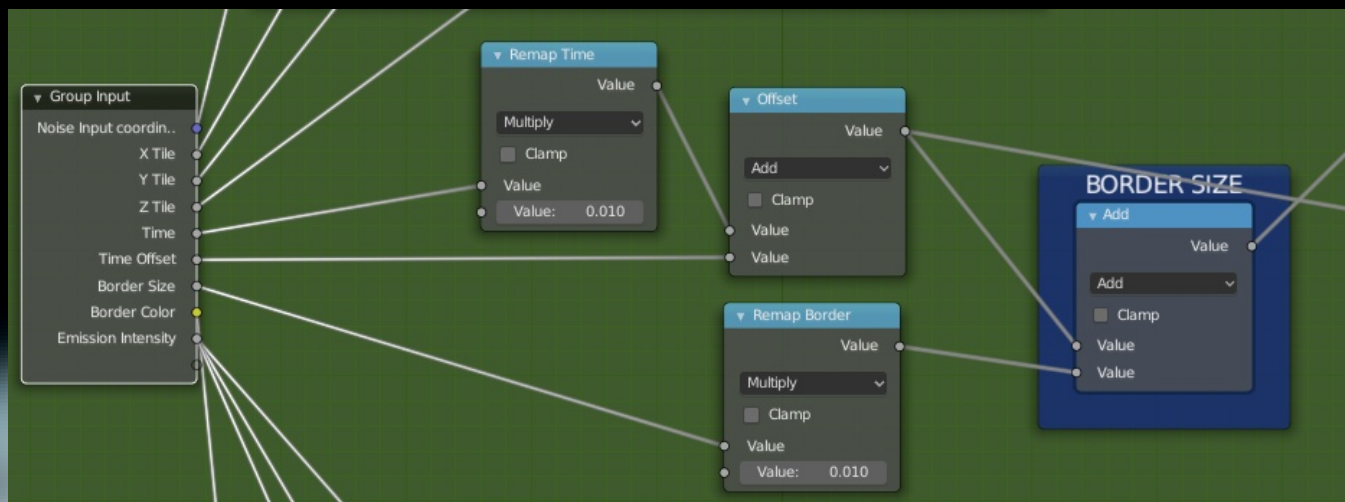 Group Input
Noise Input coordin..
X Tile
Y Tile
Z Tile
Time
Time Offset
Border Size
Border Color
Emission Intensity
Remap Time
Value
Multiply
Clamp
Value
Value: 0.010
Offset
Value
Add
Clamp
Value
Value
Remap Border
Value
Multiply
Clamp
Value
Value: 0.010
BORDER SIZE
Add
Value
Add
Clamp
Value
Value